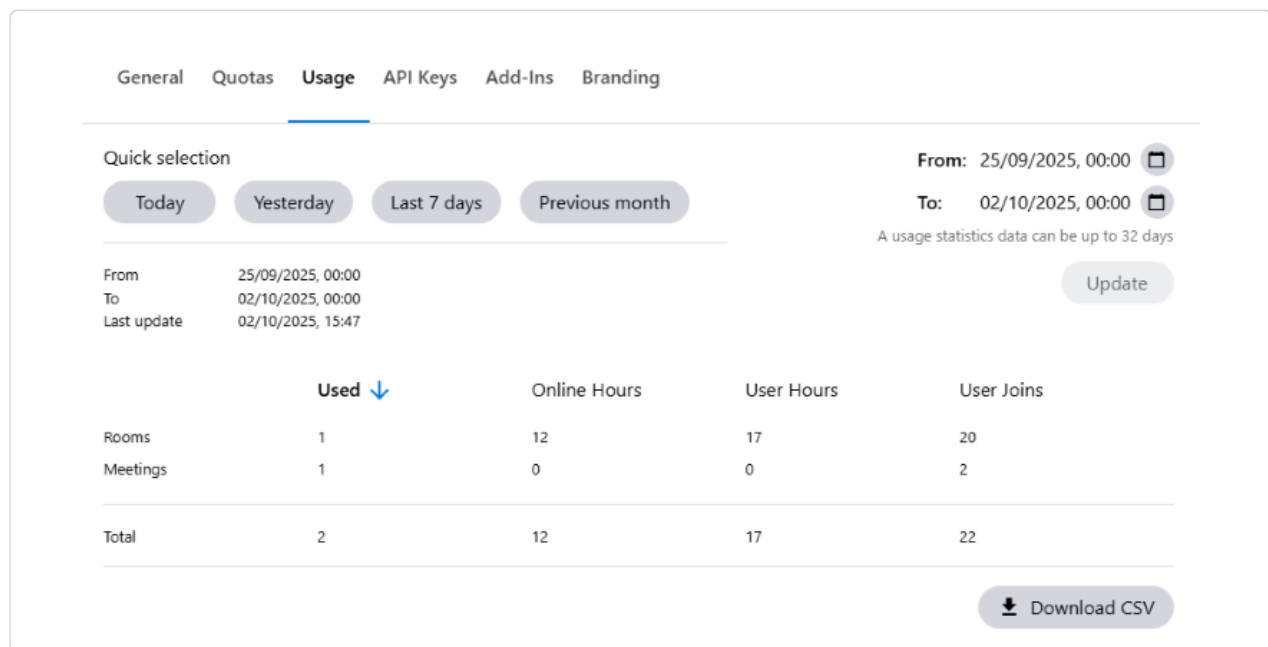 General Quotas Usage API Keys Add-Ins Branding
Quick selection
Today Yesterday Last 7 days Previous month
From: 25/09/2025, 00:00
To: 02/10/2025, 00:00
A usage statistics data can be up to 32 days
Update
From 25/09/2025, 00:00
To 02/10/2025, 00:00
Last update 02/10/2025, 15:47
Used Online Hours User Hours User Joins
Rooms 1 12 17 20
Meetings 1 0 0 2
Total 2 12 17 22
Download CSV